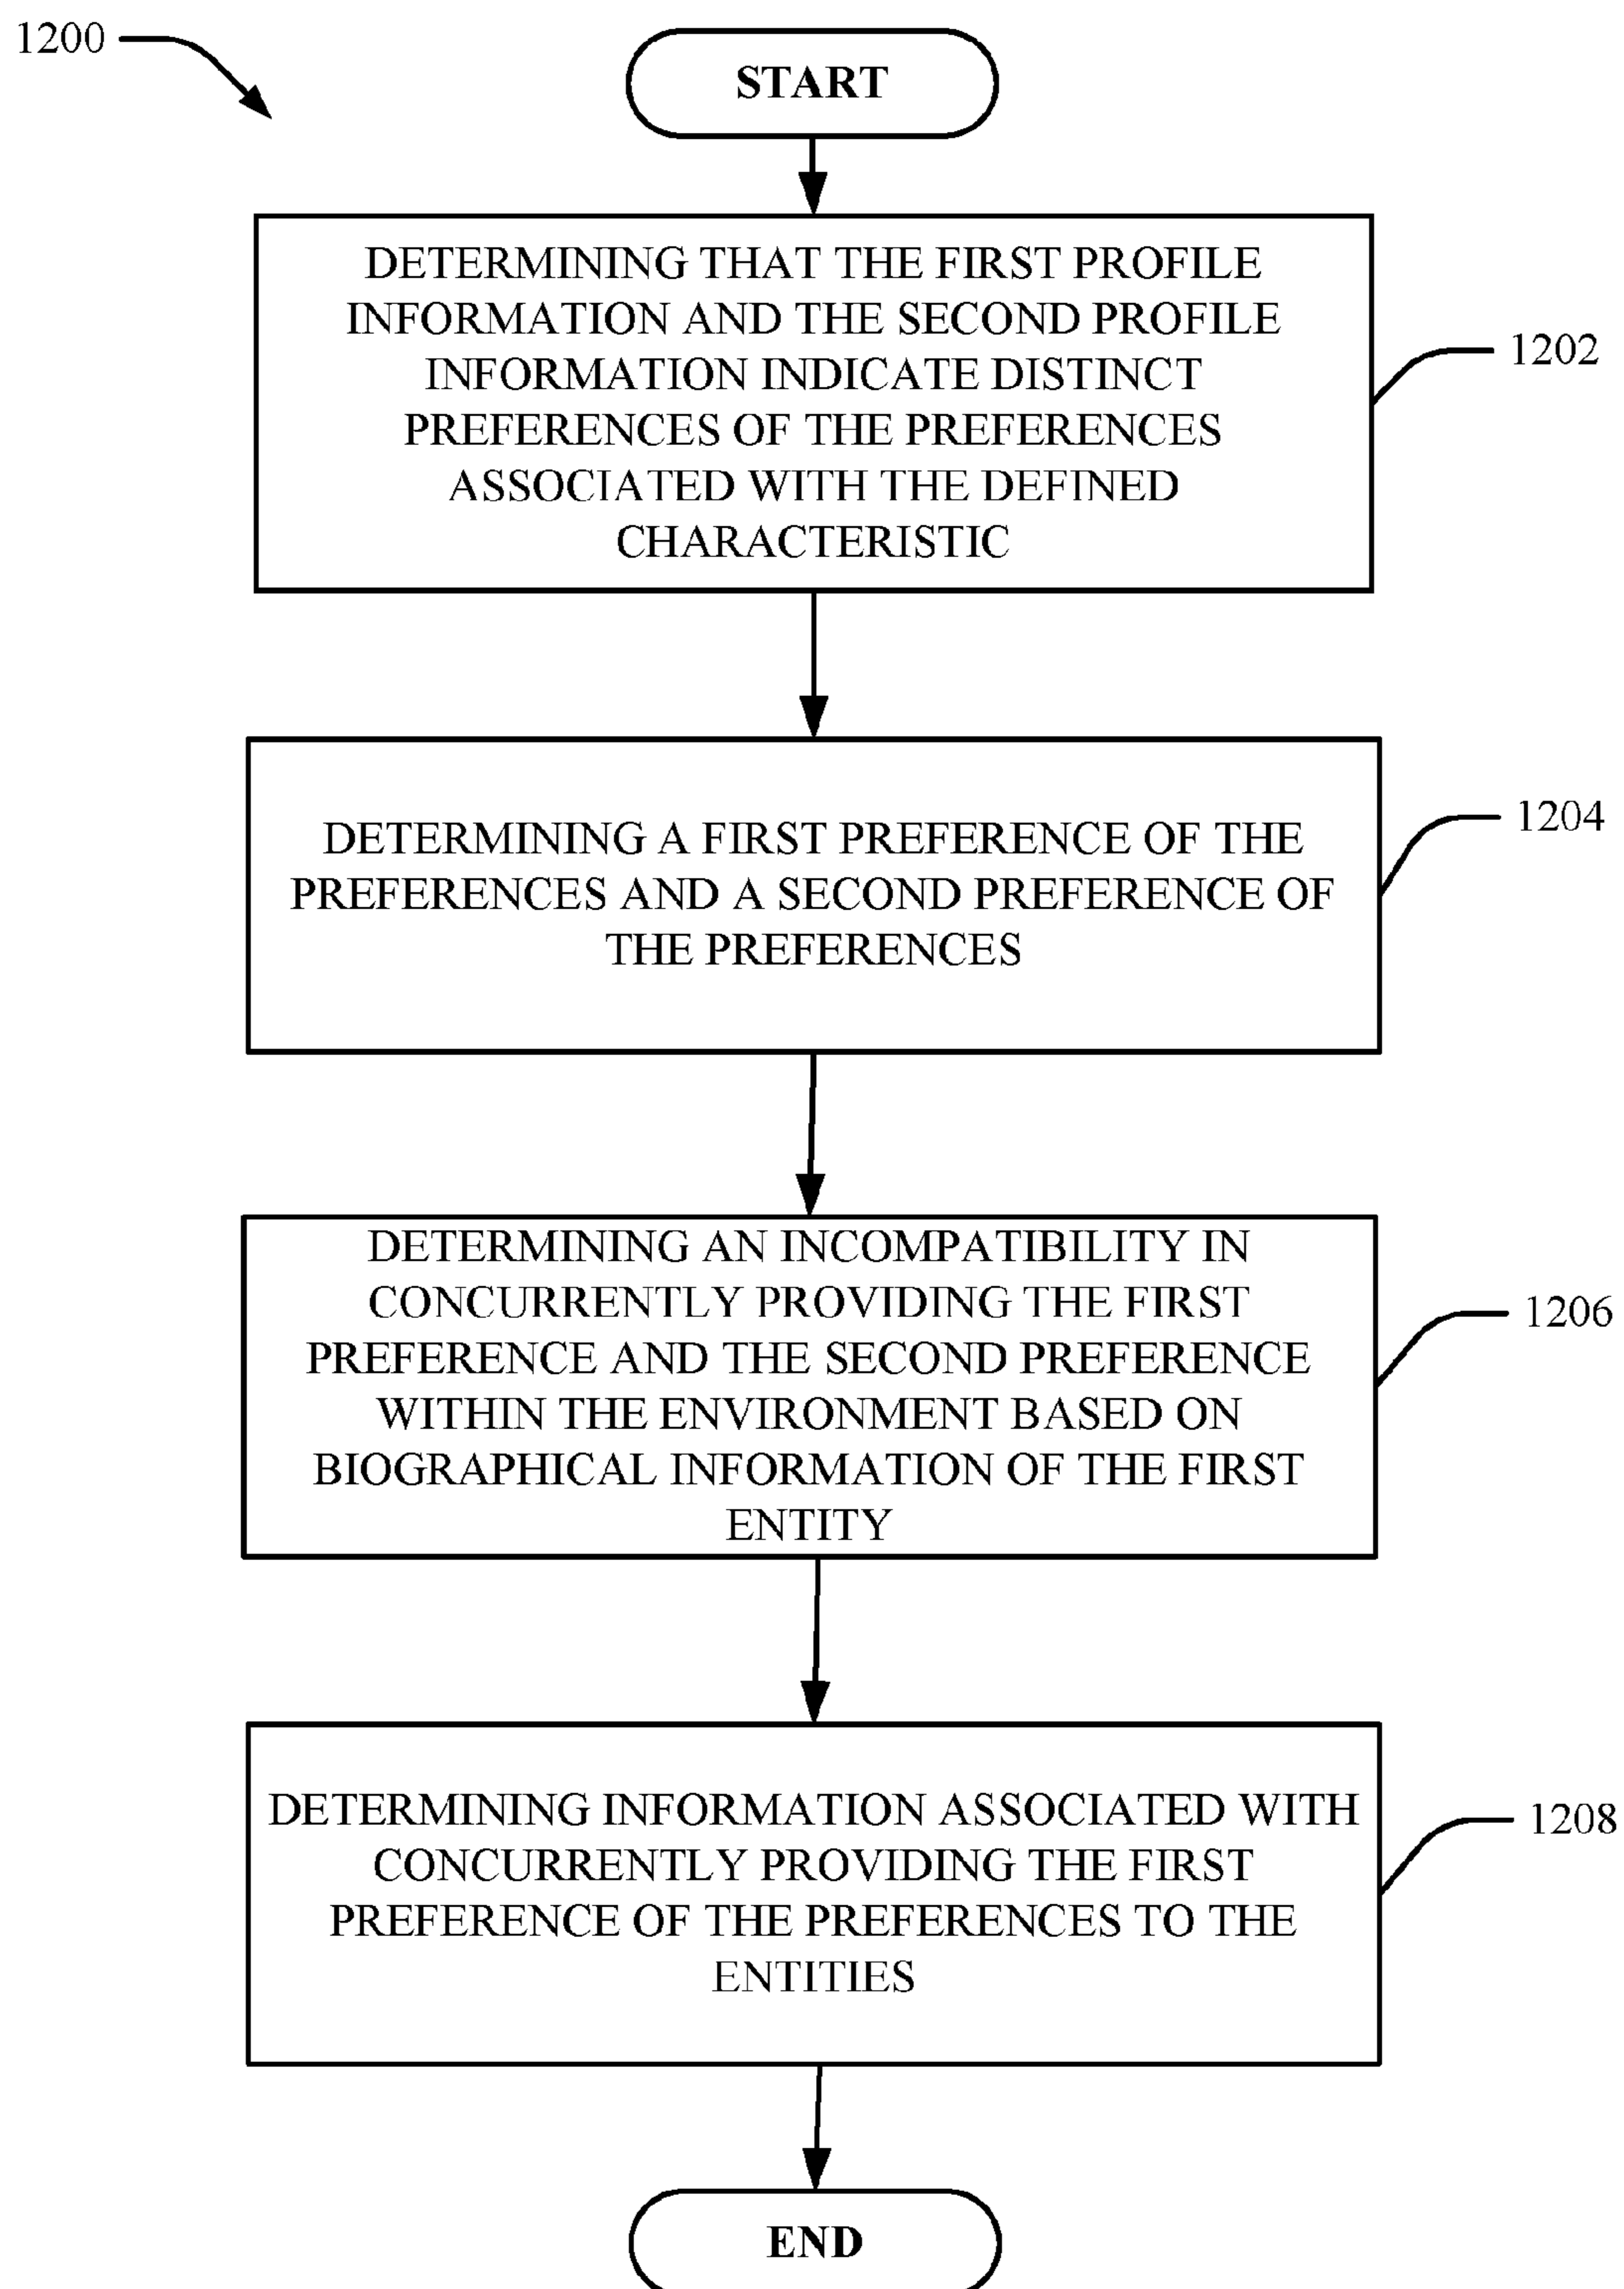 1200
START
DETERMINING THAT THE FIRST PROFILE
INFORMATION AND THE SECOND PROFILE
INFORMATION INDICATE DISTINCT
PREFERENCES OF THE PREFERENCES
ASSOCIATED WITH THE DEFINED
CHARACTERISTIC
1202
DETERMINING A FIRST PREFERENCE OF THE
PREFERENCES AND A SECOND PREFERENCE OF
THE PREFERENCES
1204
DETERMINING AN INCOMPATIBILITY IN
CONCURRENTLY PROVIDING THE FIRST
PREFERENCE AND THE SECOND PREFERENCE
WITHIN THE ENVIRONMENT BASED ON
BIOGRAPHICAL INFORMATION OF THE FIRST
ENTITY
1206
DETERMINING INFORMATION ASSOCIATED WITH
CONCURRENTLY PROVIDING THE FIRST
PREFERENCE OF THE PREFERENCES TO THE
ENTITIES
1208
END